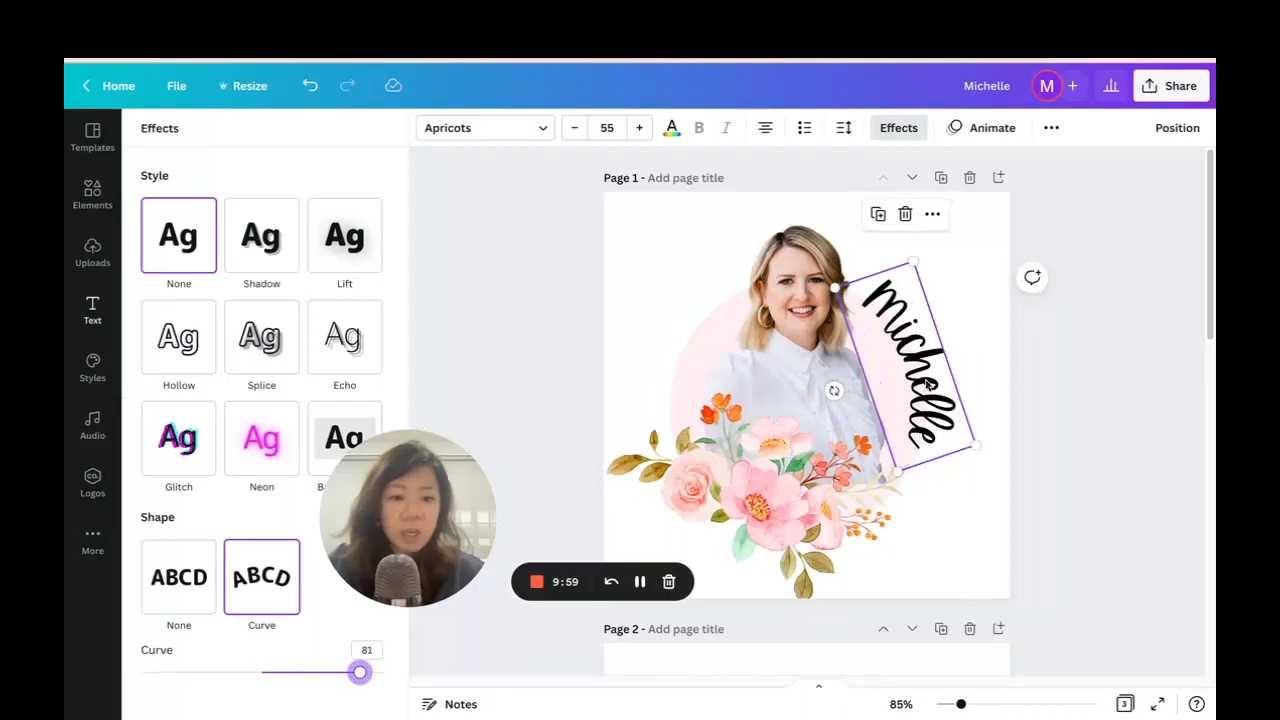 Home File Resize Michelle M Share
Templates
Elements
Uploads
Text
Styles
Audio
Logos
CO.
More
Effects
Apricots 55 A B I Effects Animate Position
Style
Ag Ag Ag
None Shadow Lift
Ag Ag Ag
Hollow Splice Echo
Ag Ag Ag
Glitch Neon
Shape
ABCD ABCD
None Curve
Curve 81
Page 1 - Add page title
Michelle
9:59
Page 2 - Add page title
Notes 85% 3 ?